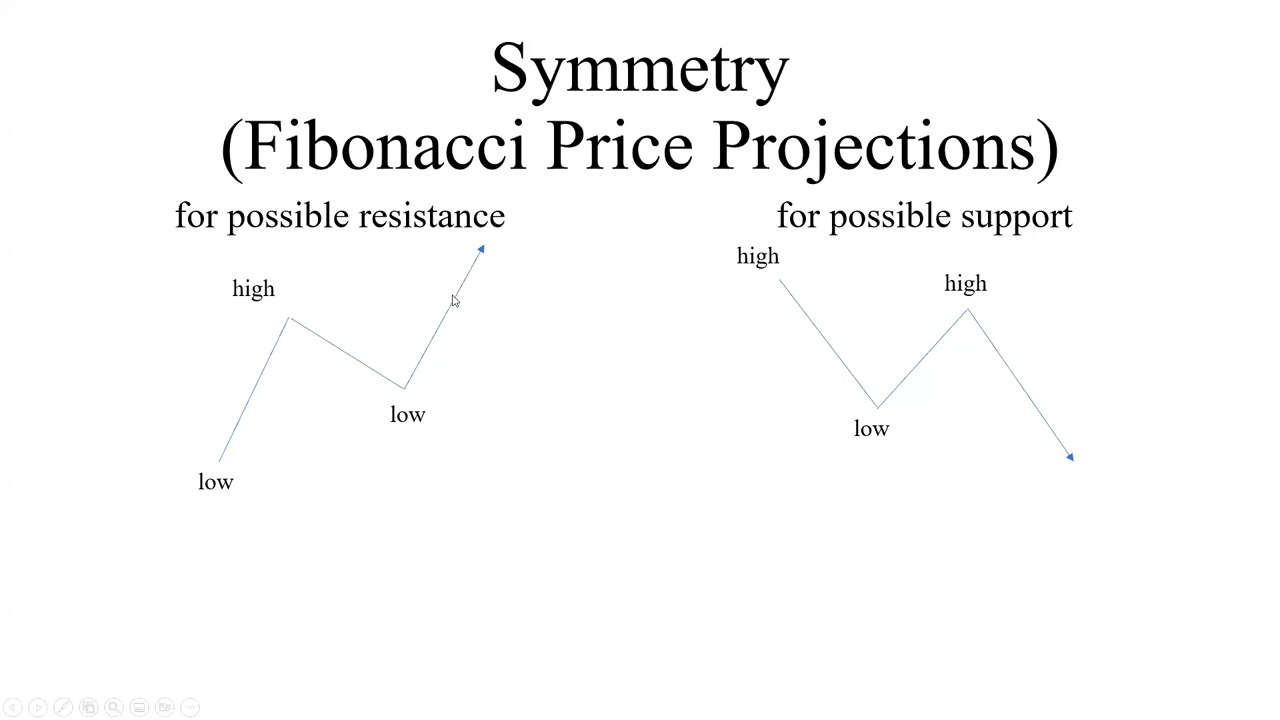 Symmetry
(Fibonacci Price Projections)
for possible resistance
high
low
low
for possible support
high
high
low